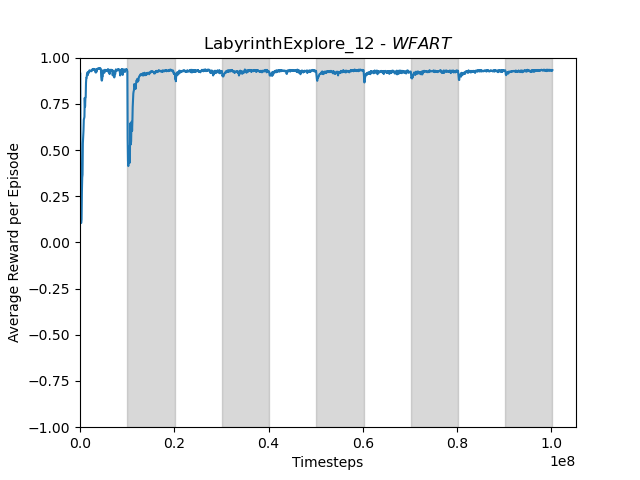 LabyrinthExplore_12 - WFART
Average Reward per Episode
1.00
0.75
0.50
0.25
0.00
−0.25
−0.50
−0.75
−1.00
0.0 0.2 0.4 0.6 0.8 1.0
1e8
Timesteps